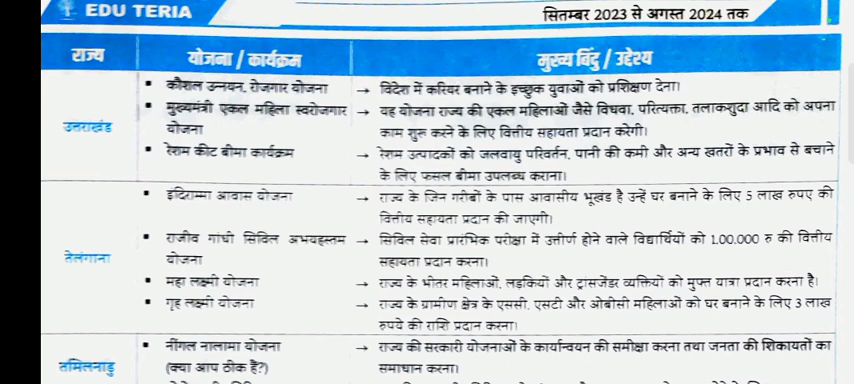 EDU TERIA
सितम्बर 2023 से अगस्त 2024 तक
राज्य योजना / कार्यक्रम मुख्य बिंदु / उद्देश्य
▪ कौशल उन्नयन, रोजगार योजना → विदेश में करियर बनाने के इच्छुक युवाओं को प्रशिक्षण देना।
▪ मुख्यमंत्री एकल महिला स्वरोजगार → यह योजना राज्य की एकल महिलाओं जैसे विधवा, परित्यक्ता, तलाकशुदा आदि को अपना
उत्तराखंड योजना काम शुरू करने के लिए वित्तीय सहायता प्रदान करेगी।
▪ रेशम कीट बीमा कार्यक्रम → रेशम उत्पादकों को जलवायु परिवर्तन, पानी की कमी और अन्य खतरों के प्रभाव से बचाने
के लिए फसल बीमा उपलब्ध कराना।
▪ इंदिराम्मा आवास योजना → राज्य के जिन गरीबों के पास आवासीय भूखंड है उन्हें घर बनाने के लिए 5 लाख रुपए की
वित्तीय सहायता प्रदान की जाएगी।
▪ राजीव गांधी सिविल अभयहस्तम → सिविल सेवा प्रारंभिक परीक्षा में उत्तीर्ण होने वाले विद्यार्थियों को 1,00,000 रु की वित्तीय
तेलंगाना योजना सहायता प्रदान करना।
▪ महा लक्ष्मी योजना → राज्य के भीतर महिलाओं, लड़कियों और ट्रांसजेंडर व्यक्तियों को मुफ्त यात्रा प्रदान करना है।
▪ गृह लक्ष्मी योजना → राज्य के ग्रामीण क्षेत्र के एससी, एसटी और ओबीसी महिलाओं को घर बनाने के लिए 3 लाख
रुपये की राशि प्रदान करना।
▪ नींगल नालामा योजना → राज्य की सरकारी योजनाओं के कार्यान्वयन की समीक्षा करना तथा जनता की शिकायतों का
तमिलनाडु (क्या आप ठीक हैं?) समाधान करना।